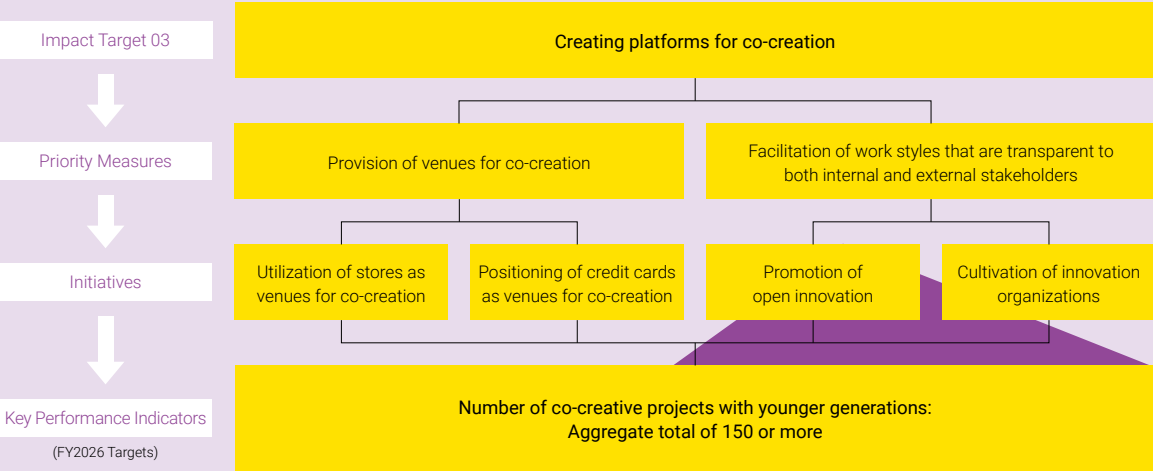 Impact Target 03
Creating platforms for co-creation
Priority Measures
Provision of venues for co-creation
Facilitation of work styles that are transparent to
both internal and external stakeholders
Initiatives
Utilization of stores as
venues for co-creation
Positioning of credit cards
as venues for co-creation
Promotion of
open innovation
Cultivation of innovation
organizations
Key Performance Indicators
(FY2026 Targets)
Number of co-creative projects with younger generations:
Aggregate total of 150 or more